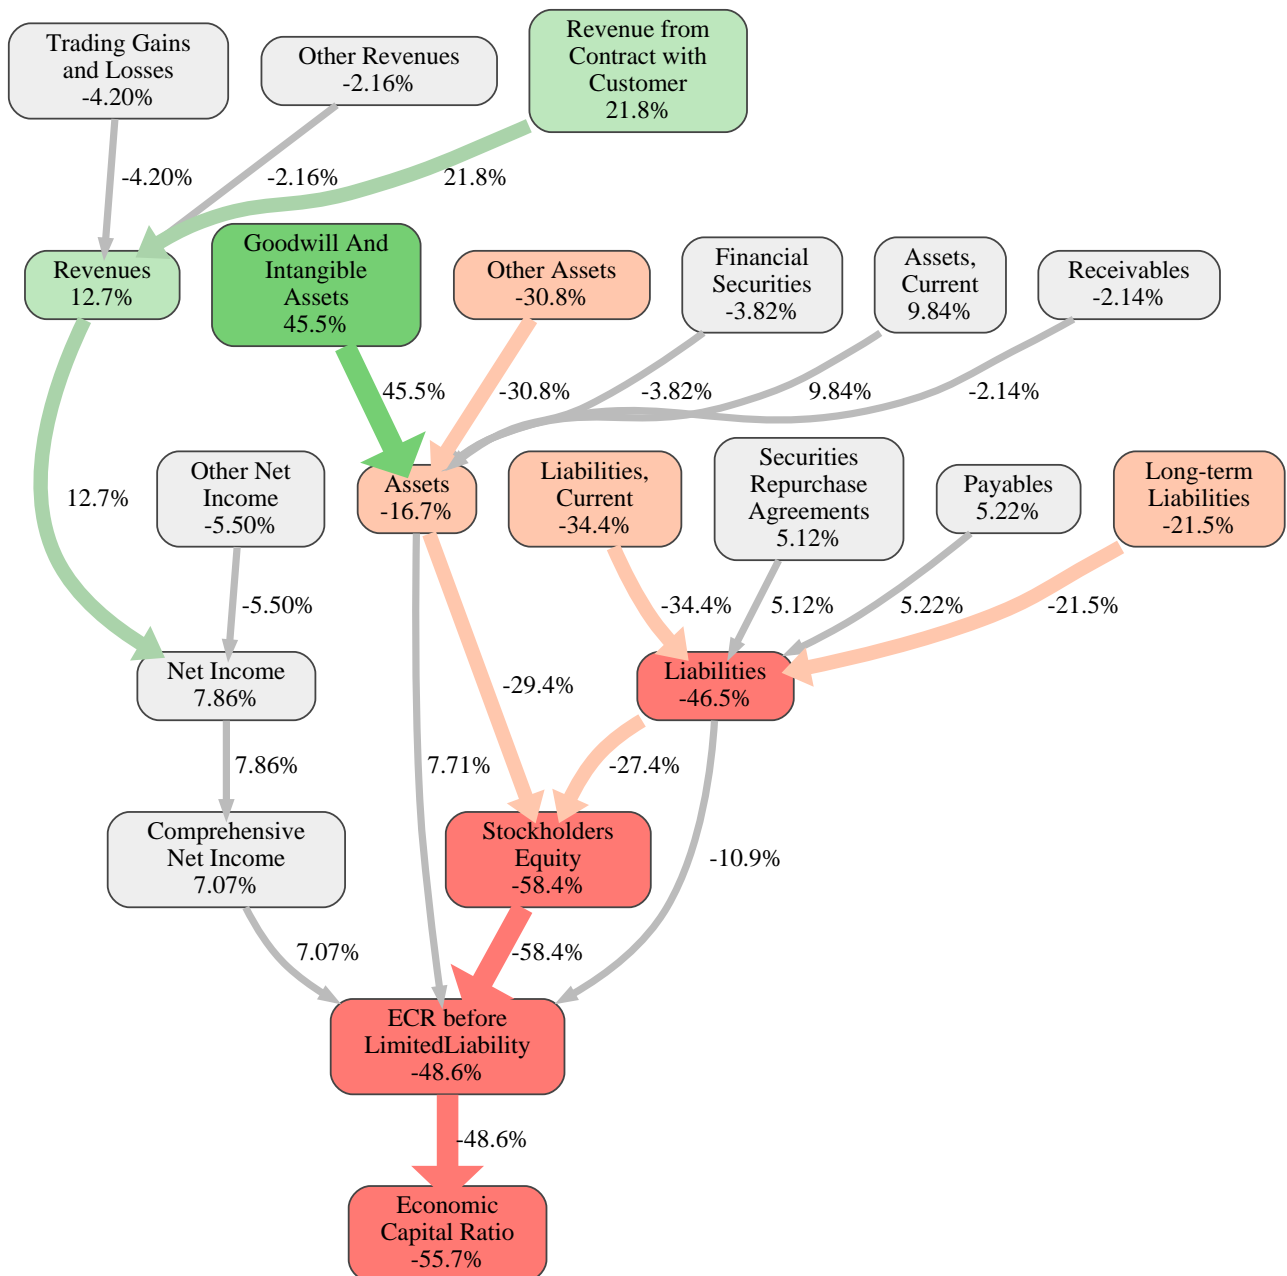 Trading Gains
and Losses
-4.20%
Other Revenues
-2.16%
Revenue from
Contract with
Customer
21.8%
-4.20%
-2.16%
21.8%
Revenues
12.7%
Goodwill And
Intangible
Assets
45.5%
Other Assets
-30.8%
Financial
Securities
-3.82%
Assets,
Current
9.84%
Receivables
-2.14%
45.5%
-30.8%
-3.82%
9.84%
-2.14%
12.7%
Other Net
Income
-5.50%
Assets
-16.7%
Liabilities,
Current
-34.4%
Securities
Repurchase
Agreements
5.12%
Payables
5.22%
Long-term
Liabilities
-21.5%
-5.50%
-34.4%
5.12%
5.22%
-21.5%
Net Income
7.86%
-29.4%
Liabilities
-46.5%
7.86%
7.71%
-27.4%
Comprehensive
Net Income
7.07%
Stockholders
Equity
-58.4%
-10.9%
7.07%
-58.4%
ECR before
LimitedLiability
-48.6%
-48.6%
Economic
Capital Ratio
-55.7%